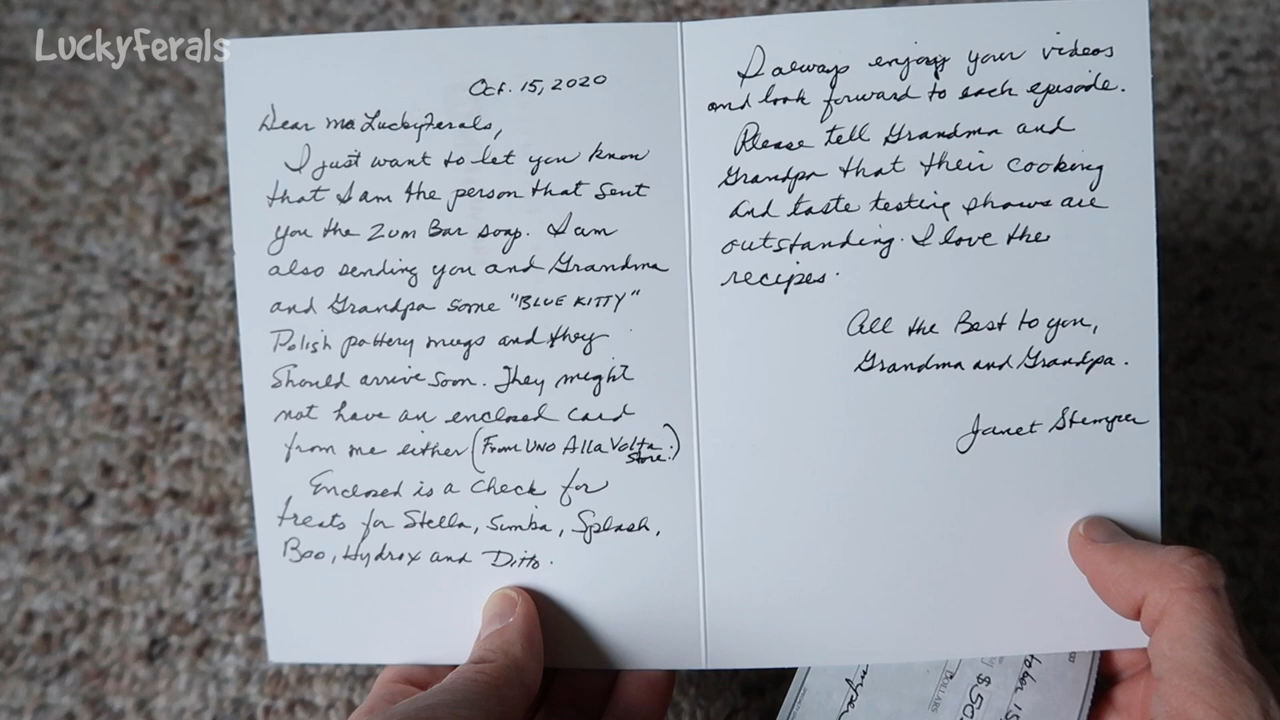 LuckyFerals
Oct. 15, 2020
Dear Ms LuckyFerals,
I just want to let you know
that I am the person that sent
you the Zum Bar soap. I am
also sending you and Grandma
and Grandpa some "BLUE KITTY"
Polish pottery mugs and they
should arrive soon. They might
not have an enclosed card
from me either (From UNO Alla Volta
Store.)
Enclosed is a check for
treats for Stella, Simba, Splash,
Boo, Hydrox and Ditto.
I always enjoy your videos
and look forward to each episode.
Please tell Grandma and
Grandpa that their cooking
and taste testing shows are
outstanding. I love the
recipes.
All the Best to you,
Grandma and Grandpa.
Janet
DOLLARS
$ 50